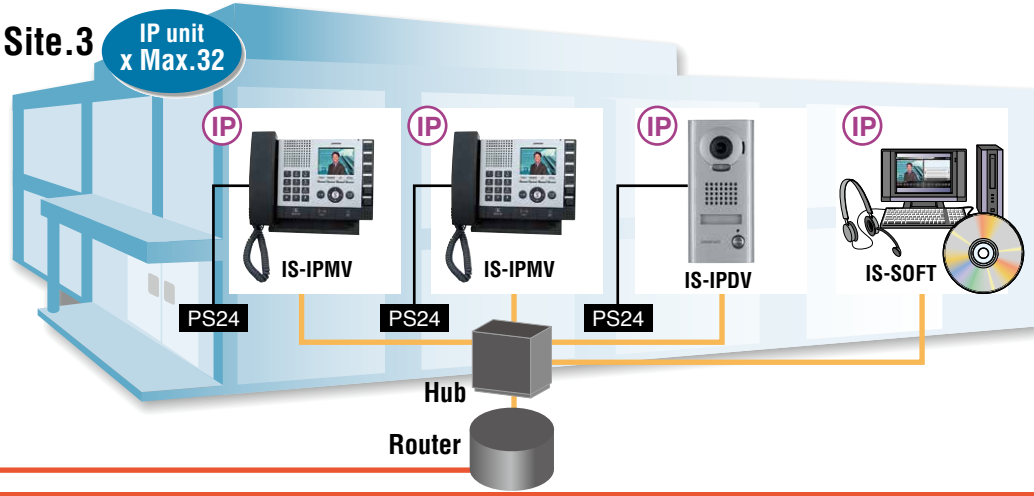 Site.3
IP unit
x Max.32
IP
IP
IP
IP
IS-IPMV
IS-IPMV
IS-IPDV
IS-SOFT
PS24
PS24
PS24
Hub
Router